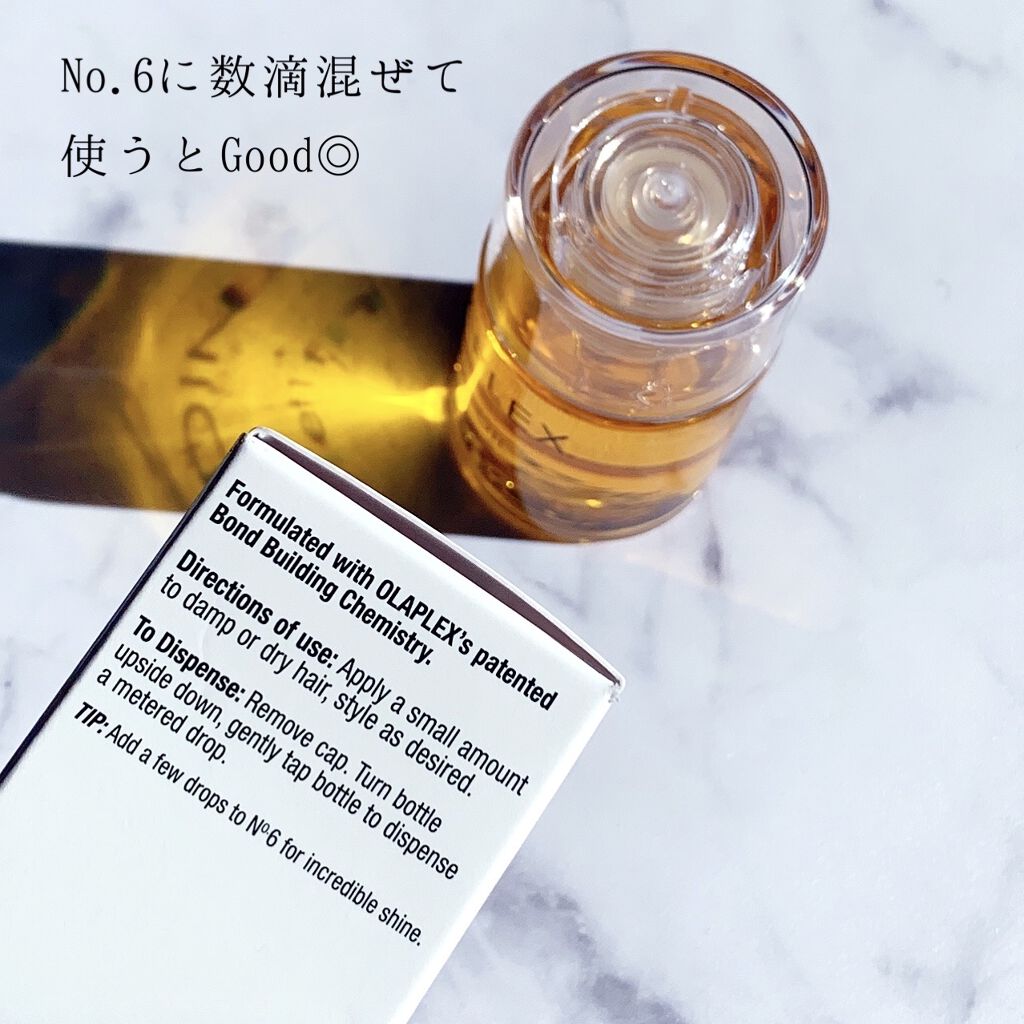 No.6に数滴混ぜて
使うとGood◎
LEX
Formulated with OLAPLEX's patented
Bond Building Chemistry.
Directions of use: Apply a small amount
to damp or dry hair, style as desired.
To Dispense: Remove cap. Turn bottle
upside down, gently tap bottle to dispense
a metered drop.
TIP: Add a few drops to Nº6 for incredible shine.